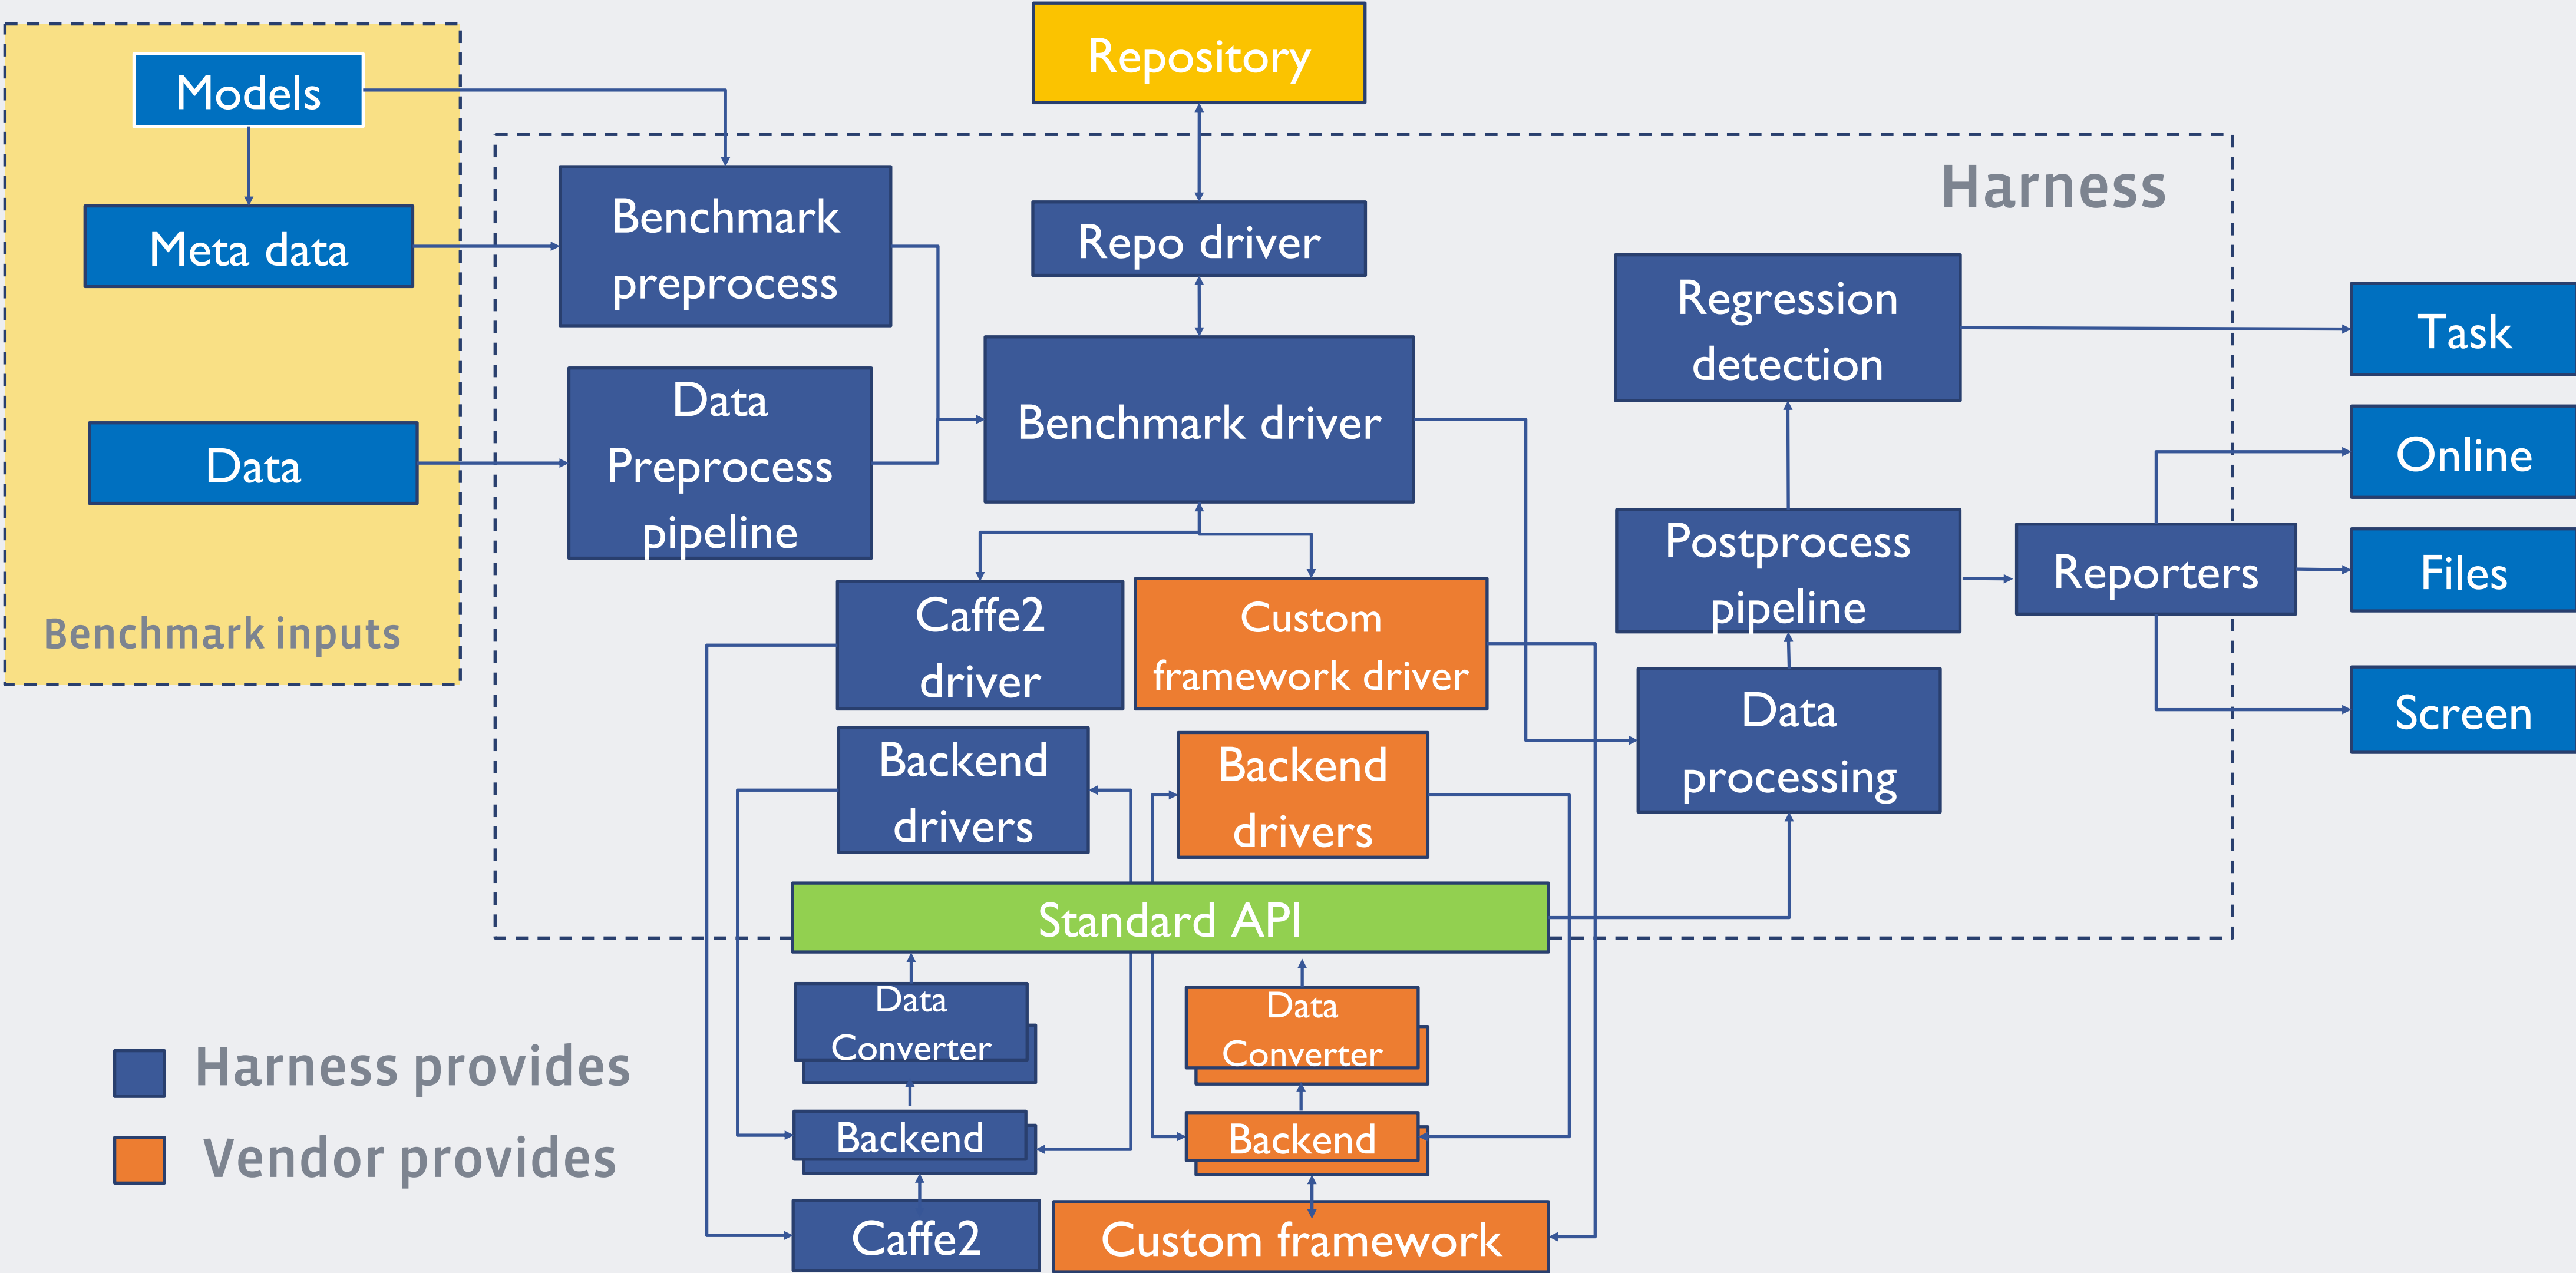 Models
Meta data
Data
Benchmark inputs
Repository
Harness
Benchmark
preprocess
Data
Preprocess
pipeline
Repo driver
Benchmark driver
Caffe2
driver
Custom
framework driver
Backend
drivers
Backend
drivers
Standard API
Data
Converter
Data
Converter
Backend
Backend
Caffe2
Custom framework
Regression
detection
Postprocess
pipeline
Data
processing
Reporters
Task
Online
Files
Screen
Harness provides
Vendor provides